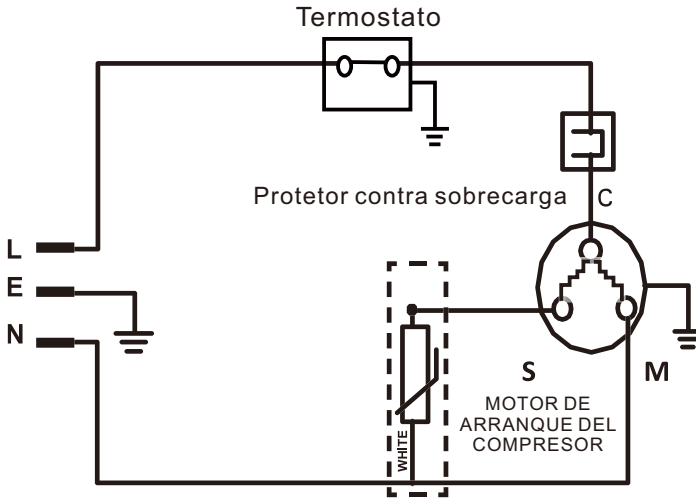 Termostato
Protetor contra sobrecarga
C
L
E
N
S
M
MOTOR DE
ARRANQUE DEL
COMPRESOR
WHITE